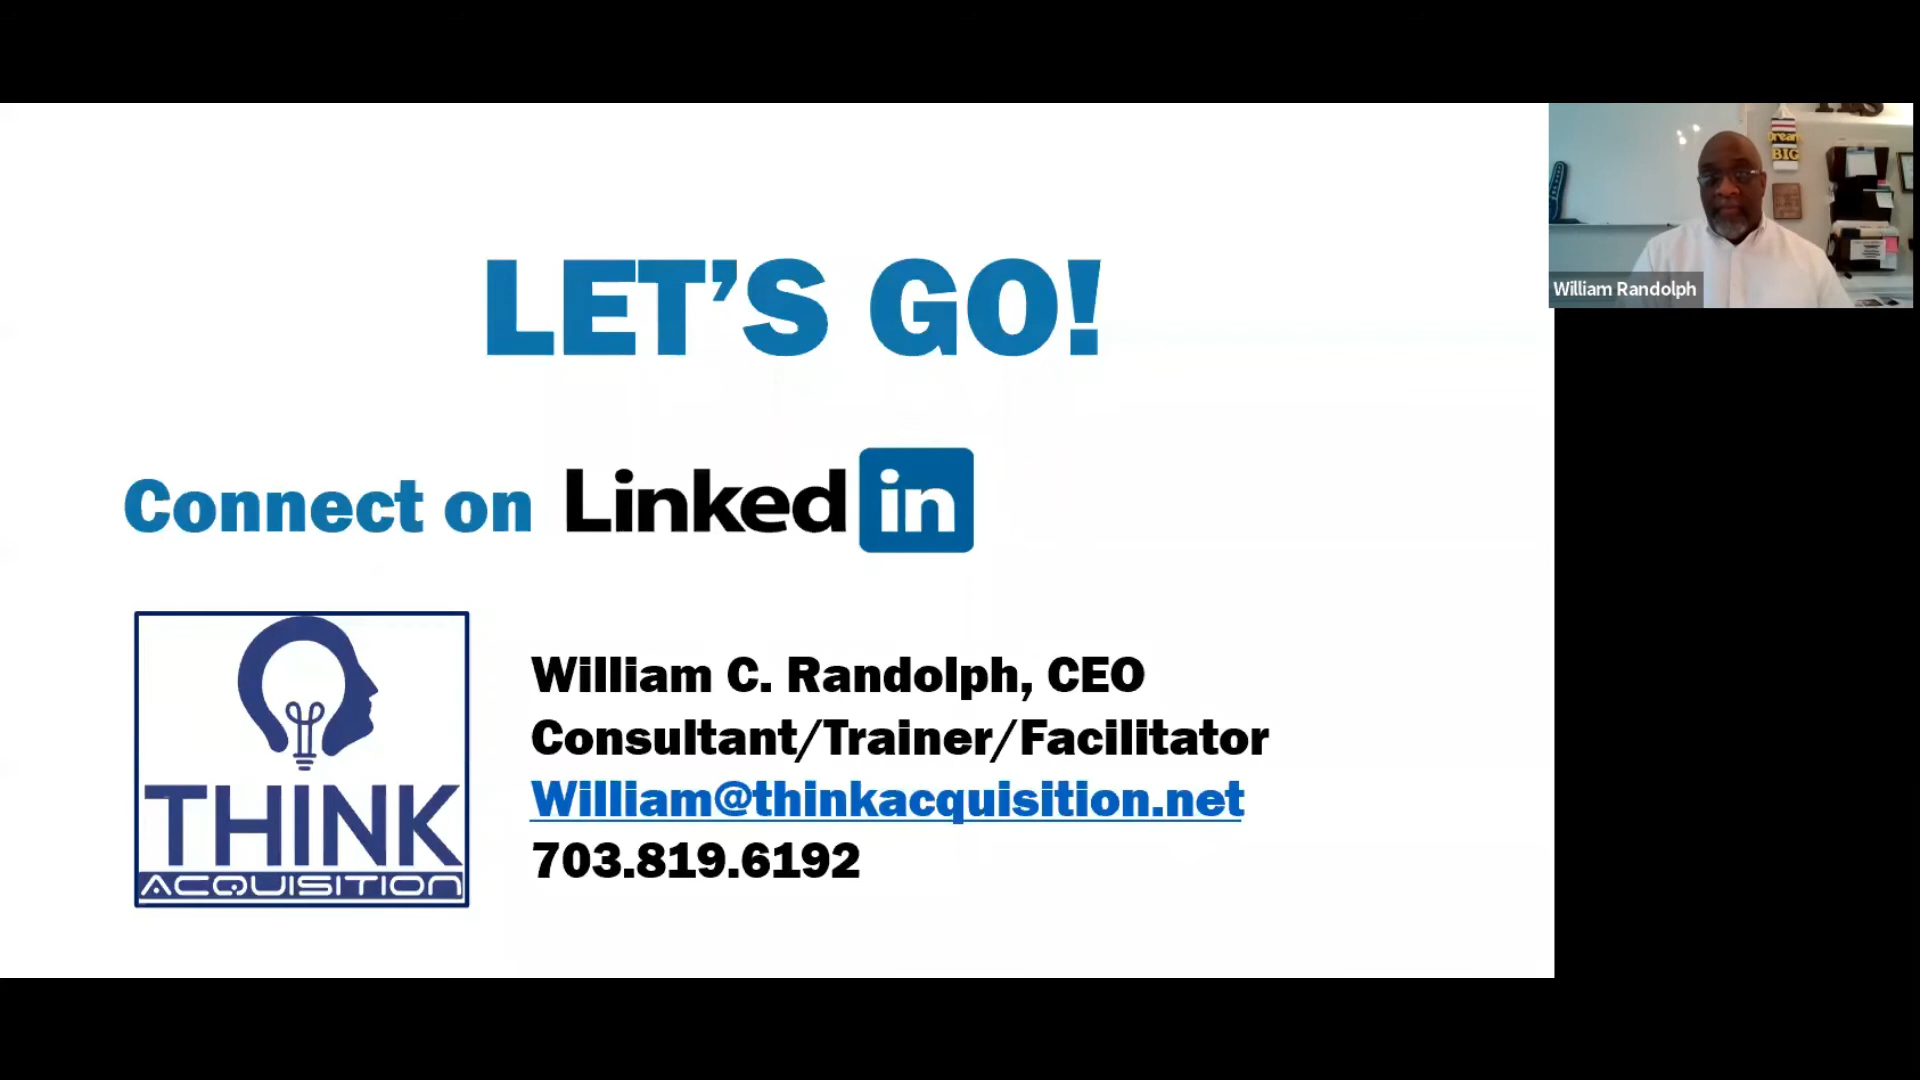 LET'S GO!
Connect on Linked in
THINK
ACQUISITION
William C. Randolph, CEO
Consultant/Trainer/Facilitator
William@thinkacquisition.net
703.819.6192
BIG
William Randolph